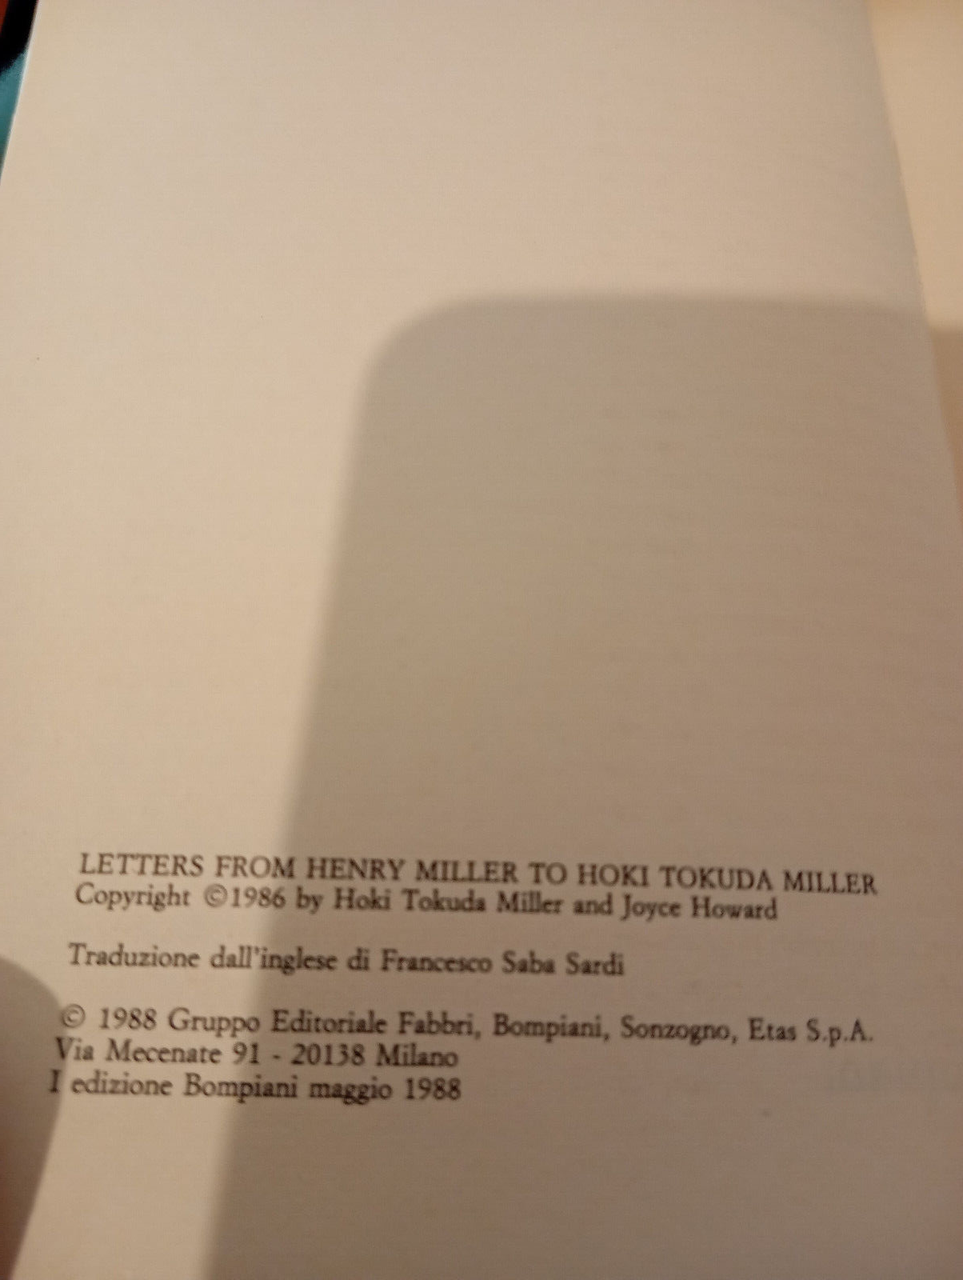 LETTERS FROM HENRY MILLER TO HOKI TOKUDA MILLER
Copyright ©1986 by Hoki Tokuda Miller and Joyce Howard
Traduzione dall'inglese di Francesco Saba Sardi
© 1988 Gruppo Editoriale Fabbri, Bompiani, Sonzogno, Etas S.p.A.
Via Mecenate 91 - 20138 Milano
I edizione Bompiani maggio 1988